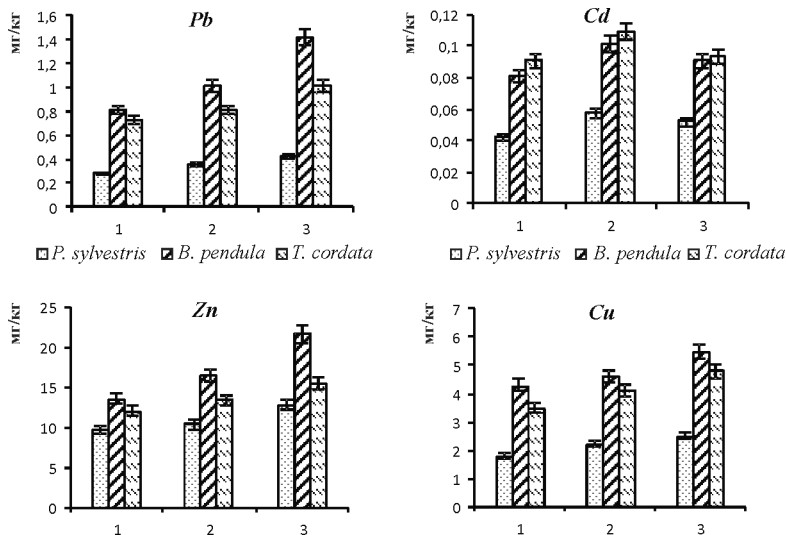 Pb
мг/кг
1,6
1,4
1,2
1
0,8
0,6
0,4
0,2
0
1 2 3
P. sylvestris B. pendula T. cordata
Cd
мг/кг
0,12
0,1
0,08
0,06
0,04
0,02
0
1 2 3
P. sylvestris B. pendula T. cordata
Zn
мг/кг
25
20
15
10
5
0
1 2 3
Cu
мг/кг
7
6
5
4
3
2
1
0
1 2 3